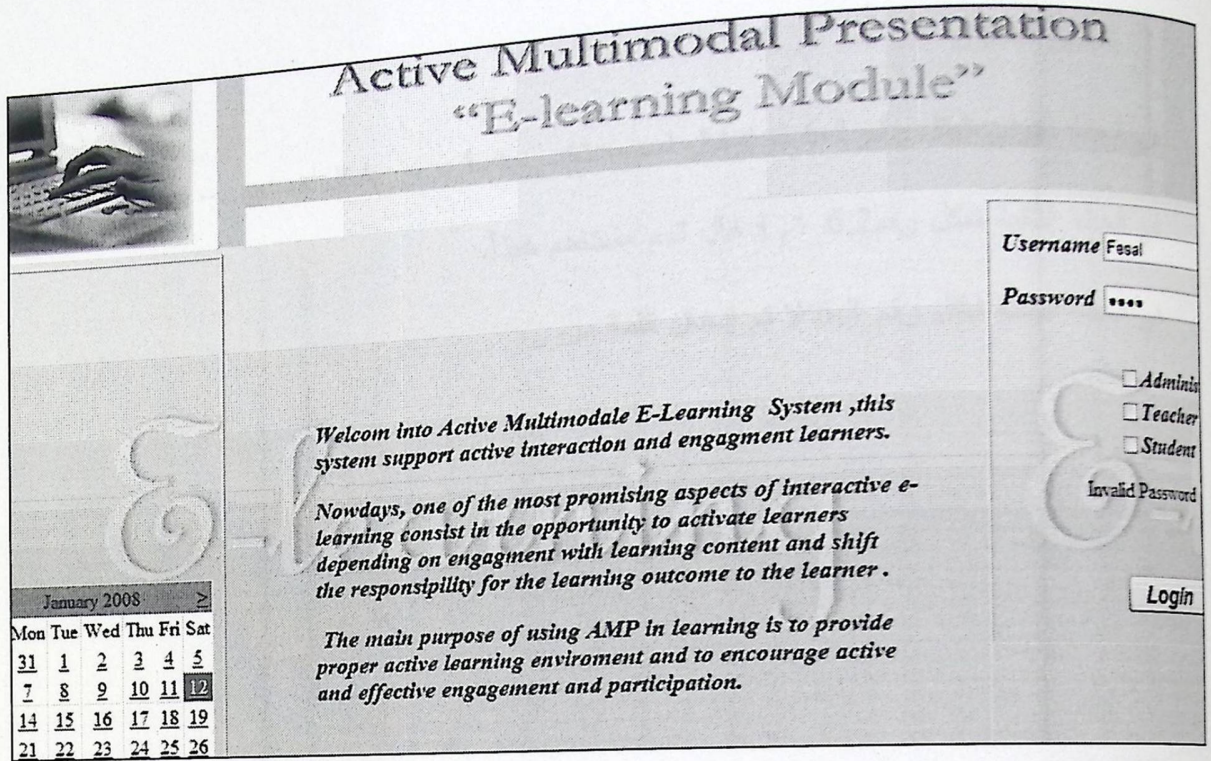 Active Multimodal Presentation
“E-learning Module”
Username Fesal
Password ••••
Adminis
Teacher
Student
Invalid Password
Login
Welcom into Active Multimodale E-Learning System ,this
system support active interaction and engagment learners.
Nowdays, one of the most promising aspects of interactive e-
learning consist in the opportunity to activate learners
depending on engagment with learning content and shift
the responsipility for the learning outcome to the learner .
The main purpose of using AMP in learning is to provide
proper active learning enviroment and to encourage active
and effective engagement and participation.
E-learning
E-
January 2008 >
Mon Tue Wed Thu Fri Sat
31 1 2 3 4 5
7 8 9 10 11 12
14 15 16 17 18 19
21 22 23 24 25 26